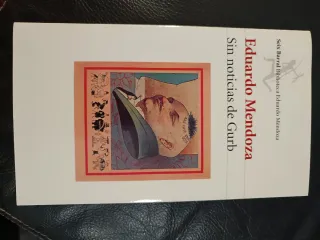 Seix Barral Biblioteca Eduardo Mendoza
Eduardo Mendoza
Sin noticias de Gurb